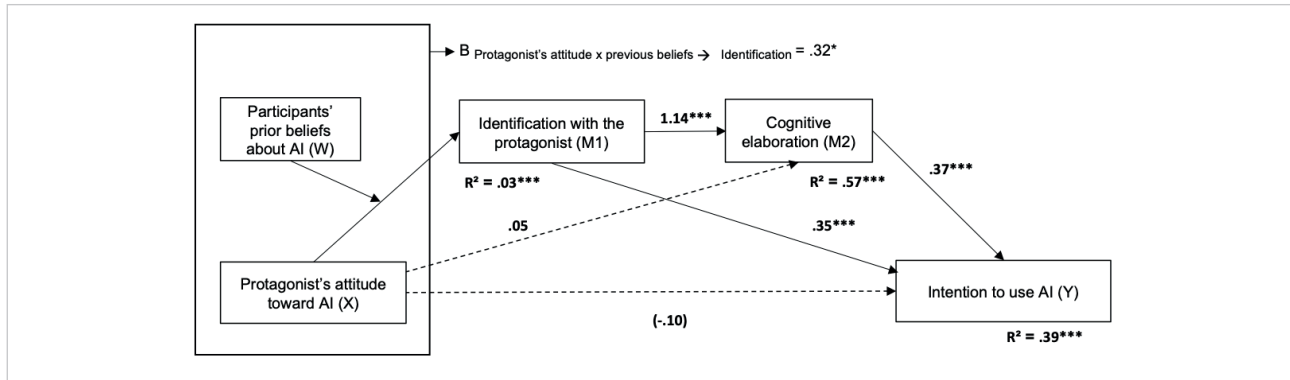 B Protagonist's attitude x previous beliefs → Identification = .32*
Participants'
prior beliefs
about AI (W)
Identification with the
protagonist (M1)
1.14***
Cognitive
elaboration (M2)
R² = .03***
R² = .57***
.37***
.05
.35***
Protagonist's attitude
toward AI (X)
Intention to use AI (Y)
(-.10)
R² = .39***